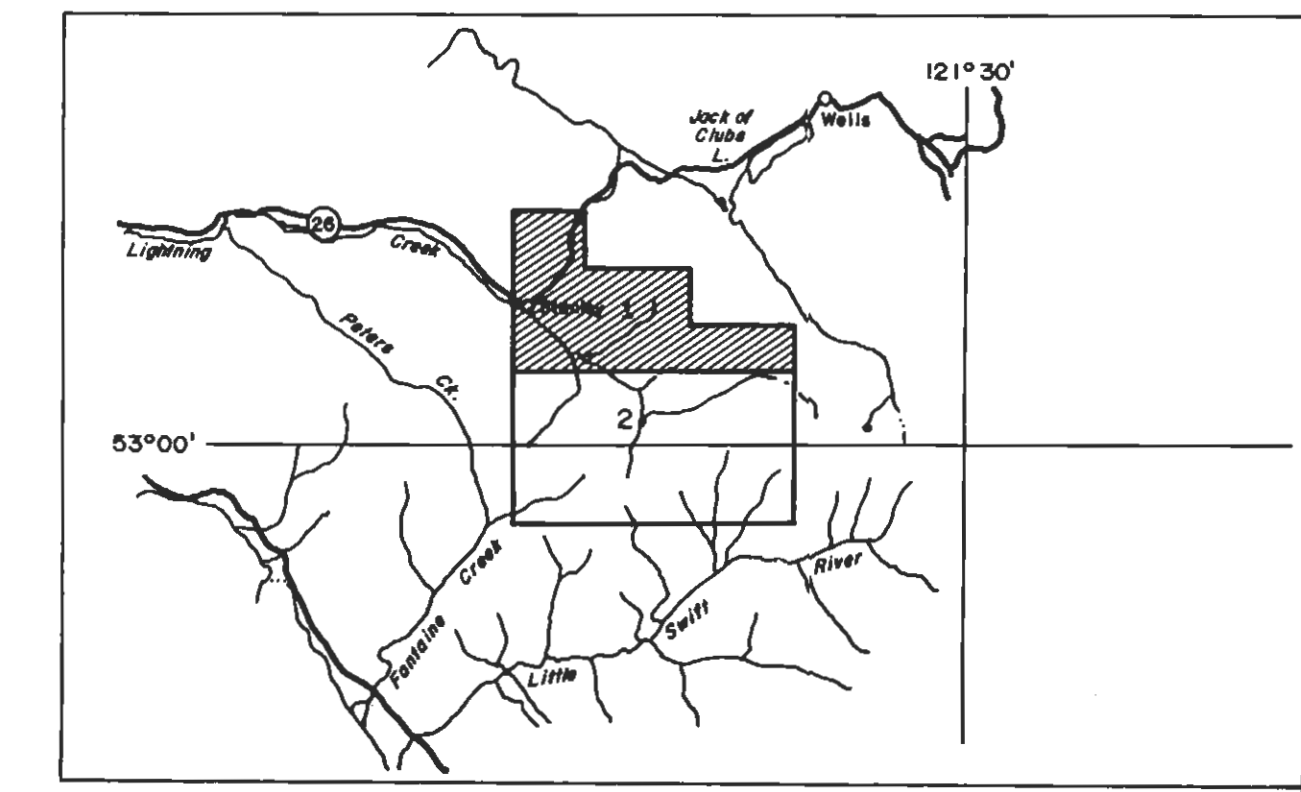 121°30'
Jack of
Clubs
L.
Wells
26
Lightning
Creek
Stanley 1
Peters
Ck.
2
53°00'
Fontaine
Creek
Little
Swift
River